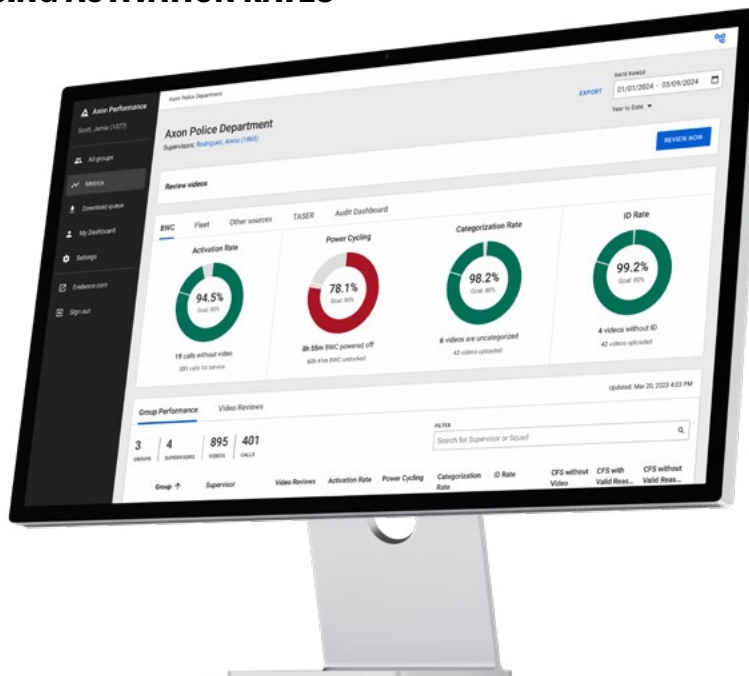 Axon Performance
Scott, Jamie (1027)
All groups
Metrics
Download queue
My Dashboard
Settings
Evidence.com
Sign out
Axon Police Department
Axon Police Department
Supervisors: Rodriguez, Annie (1865)
EXPORT
DATE RANGE
01/01/2024 - 03/09/2024
Year to Date
Review videos
REVIEW NOW
BWC Fleet Other sources TASER Audit Dashboard
Activation Rate
94.5%
Goal: 80%
19 calls without video
351 calls for service
Power Cycling
78.1%
Goal: 80%
8h 55m BWC powered off
60h 41m BWC undocked
Categorization Rate
98.2%
Goal: 80%
6 videos are uncategorized
42 videos uploaded
ID Rate
99.2%
Goal: 80%
4 videos without ID
42 videos uploaded
Updated: Mar 20, 2023 4:03 PM
Group Performance Video Reviews
3 4 895 401
GROUPS SUPERVISORS VIDEOS CALLS
FILTER
Search for Supervisor or Squad
Group ↑ Supervisor Video Reviews Activation Rate Power Cycling Categorization Rate ID Rate CFS without Video CFS with Valid Reas... CFS without Valid Reas...